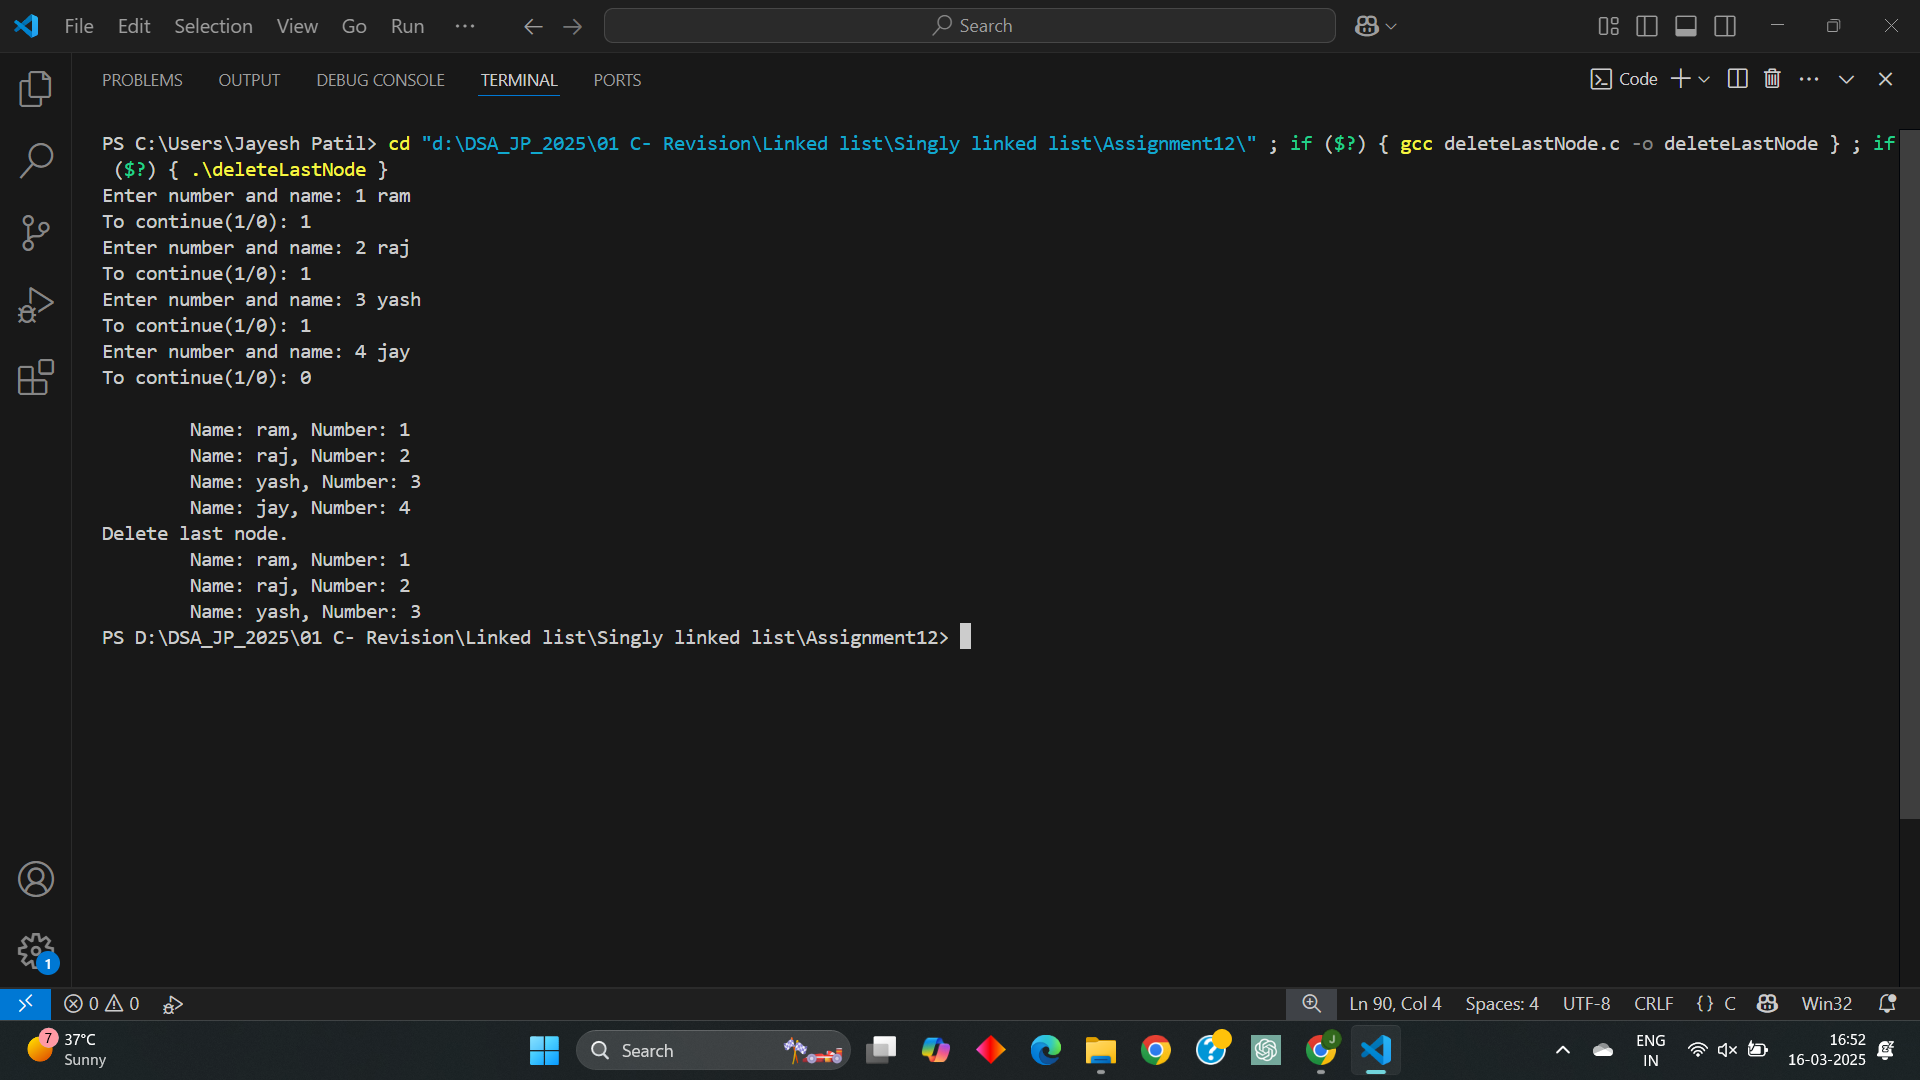 File Edit Selection View Go Run ··· Search
PROBLEMS OUTPUT DEBUG CONSOLE TERMINAL PORTS Code
PS C:\Users\Jayesh Patil> cd "d:\DSA_JP_2025\01 C- Revision\Linked list\Singly linked list\Assignment12\" ; if ($?) { gcc deleteLastNode.c -o deleteLastNode } ; if
($?) { .\deleteLastNode }
Enter number and name: 1 ram
To continue(1/0): 1
Enter number and name: 2 raj
To continue(1/0): 1
Enter number and name: 3 yash
To continue(1/0): 1
Enter number and name: 4 jay
To continue(1/0): 0
Name: ram, Number: 1
Name: raj, Number: 2
Name: yash, Number: 3
Name: jay, Number: 4
Delete last node.
Name: ram, Number: 1
Name: raj, Number: 2
Name: yash, Number: 3
PS D:\DSA_JP_2025\01 C- Revision\Linked list\Singly linked list\Assignment12>
1
0 0 Ln 90, Col 4 Spaces: 4 UTF-8 CRLF {} C Win32
7 37°C
Sunny
Search
J
ENG
IN
16:52
16-03-2025